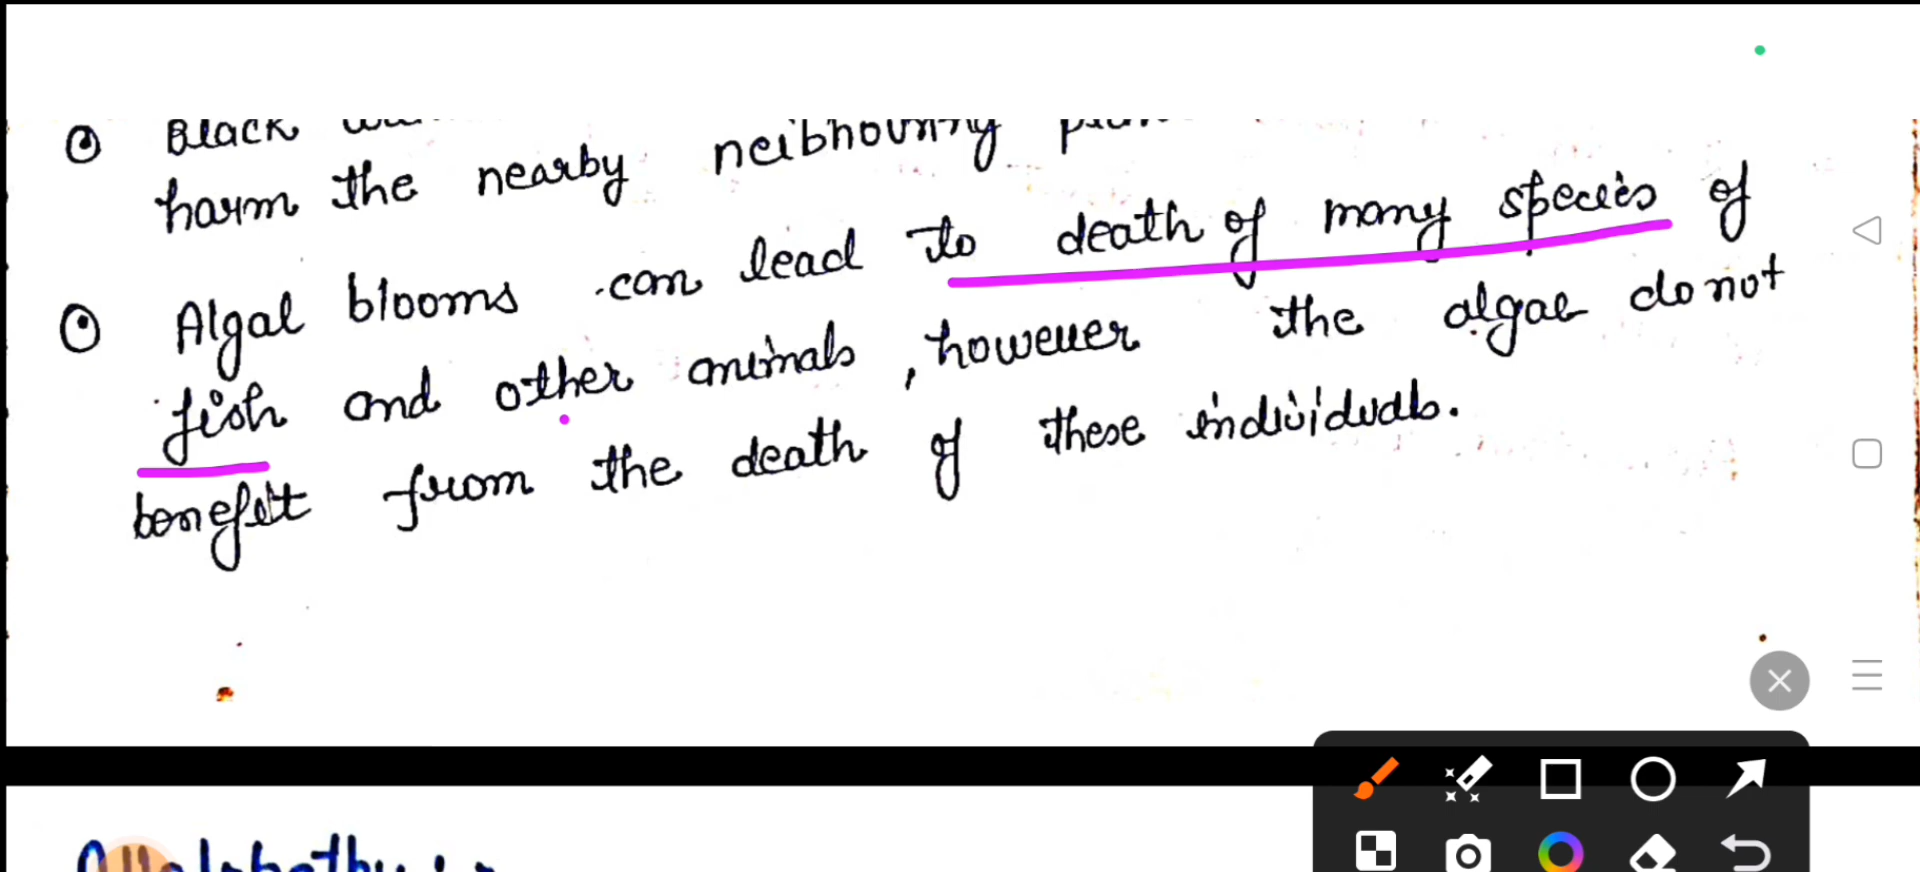 Black
harm the nearby neibhouring
Algal blooms can lead to death of many species of
fish and other animals, however the algae do not
benefit from the death of these individuals.